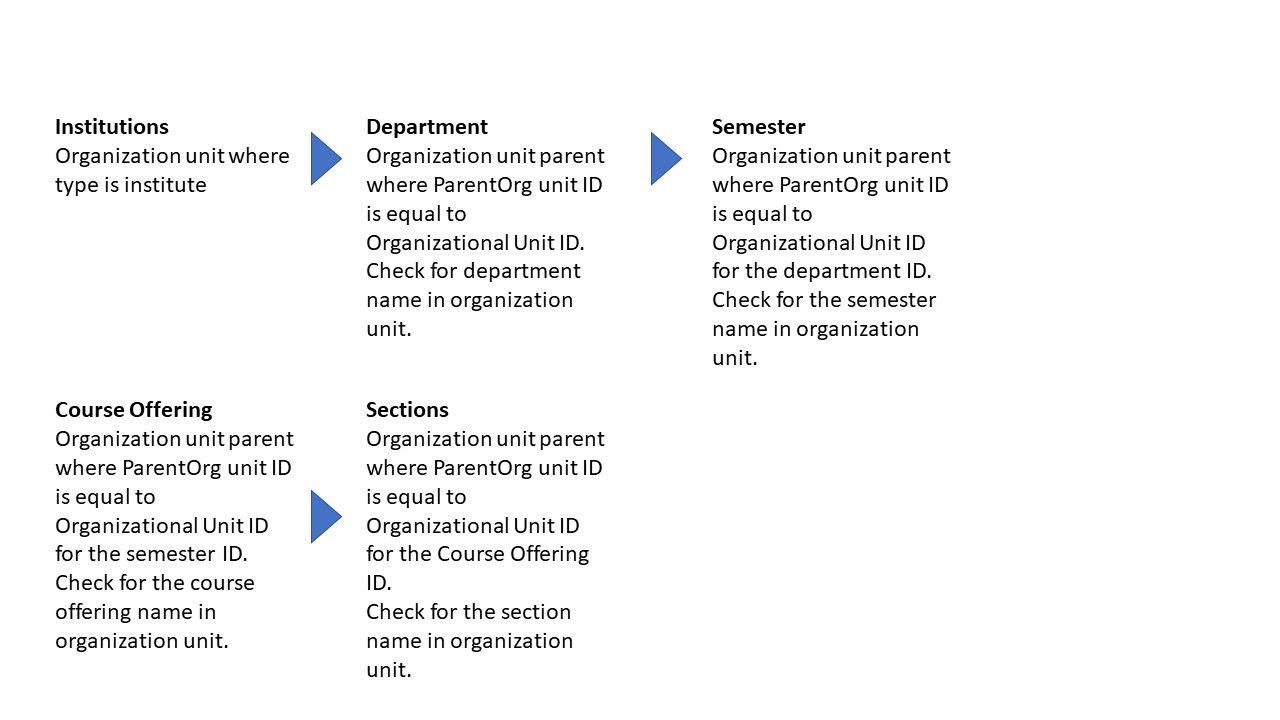 Institutions
Organization unit where
type is institute
Department
Organization unit parent
where ParentOrg unit ID
is equal to
Organizational Unit ID.
Check for department
name in organization
unit.
Semester
Organization unit parent
where ParentOrg unit ID
is equal to
Organizational Unit ID
for the department ID.
Check for the semester
name in organization
unit.
Course Offering
Organization unit parent
where ParentOrg unit ID
is equal to
Organizational Unit ID
for the semester ID.
Check for the course
offering name in
organization unit.
Sections
Organization unit parent
where ParentOrg unit ID
is equal to
Organizational Unit ID
for the Course Offering
ID.
Check for the section
name in organization
unit.